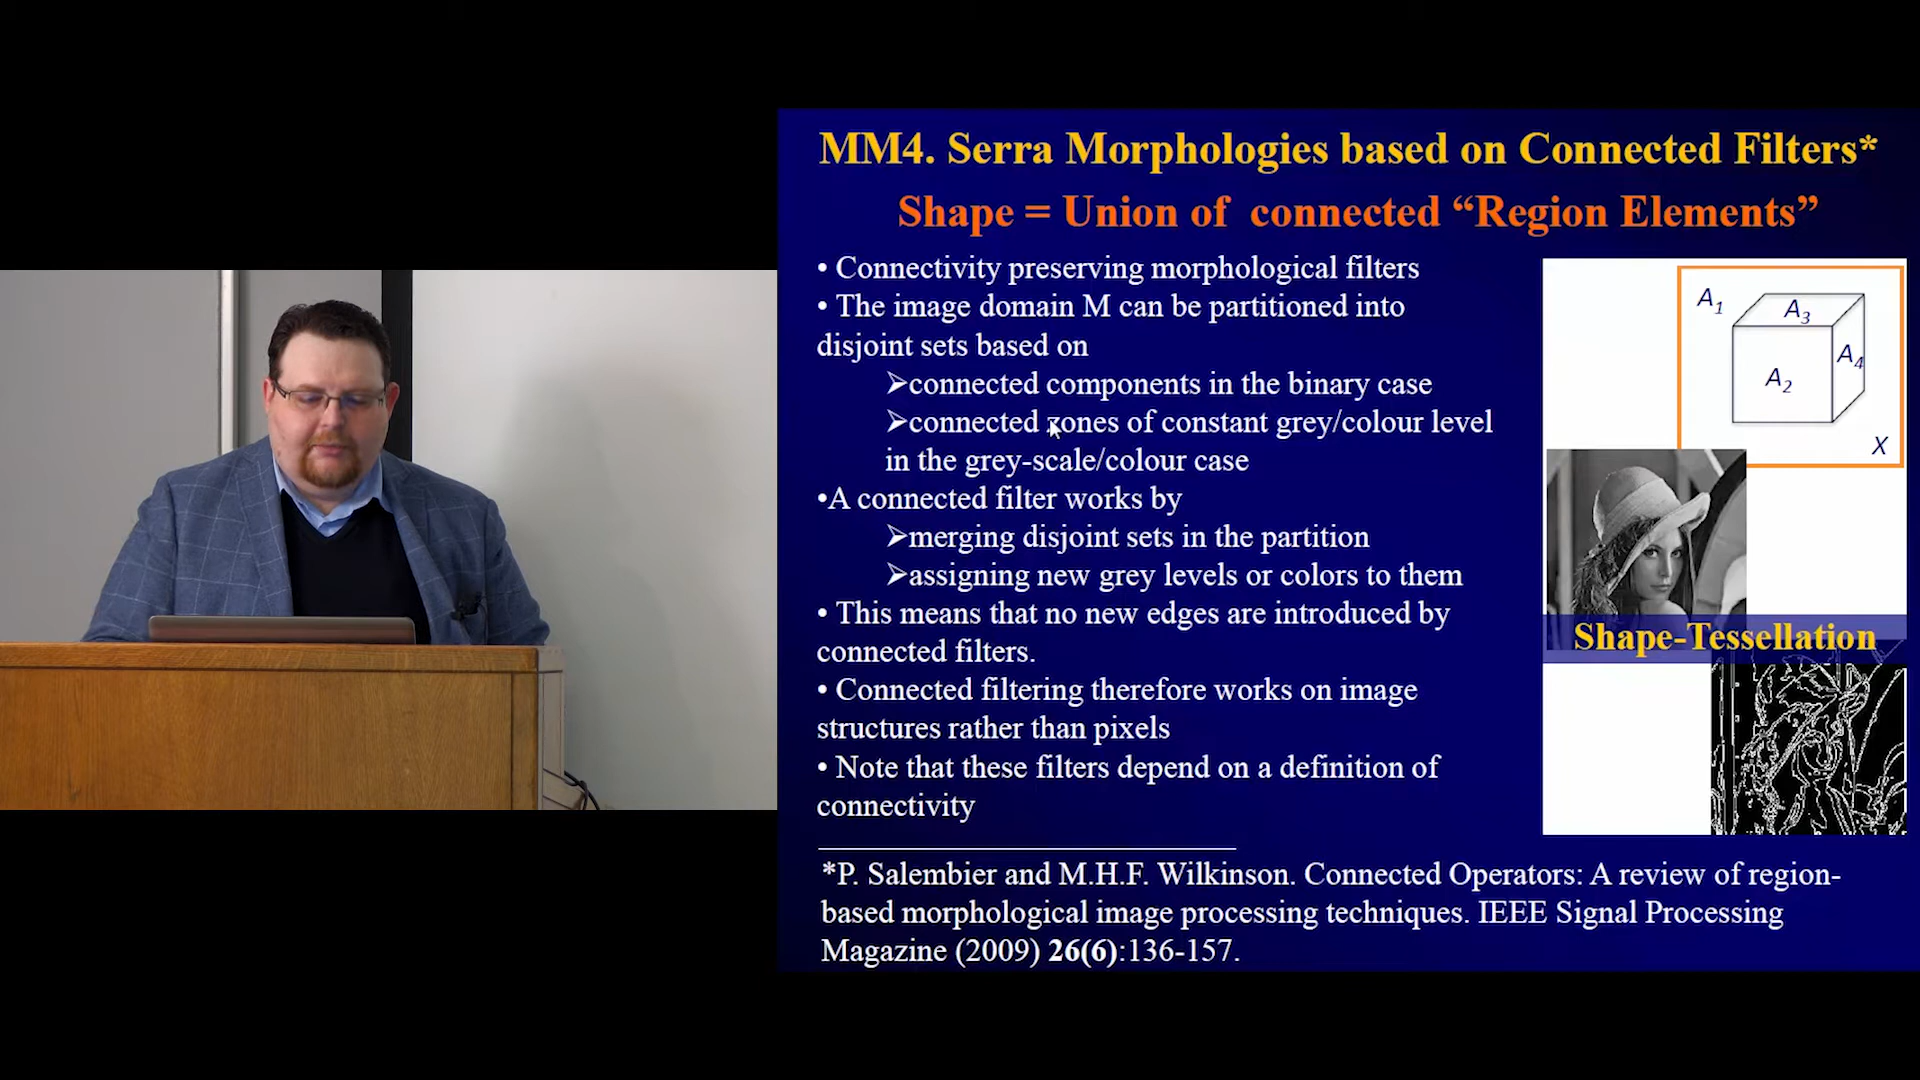 MM4. Serra Morphologies based on Connected Filters*
Shape = Union of connected “Region Elements”
• Connectivity preserving morphological filters
• The image domain M can be partitioned into
disjoint sets based on
➢connected components in the binary case
➢connected zones of constant grey/colour level
in the grey-scale/colour case
•A connected filter works by
➢merging disjoint sets in the partition
➢assigning new grey levels or colors to them
• This means that no new edges are introduced by
connected filters.
• Connected filtering therefore works on image
structures rather than pixels
• Note that these filters depend on a definition of
connectivity
A1
A3
A4
A2
X
Shape-Tessellation
*P. Salembier and M.H.F. Wilkinson. Connected Operators: A review of region-
based morphological image processing techniques. IEEE Signal Processing
Magazine (2009) 26(6):136-157.